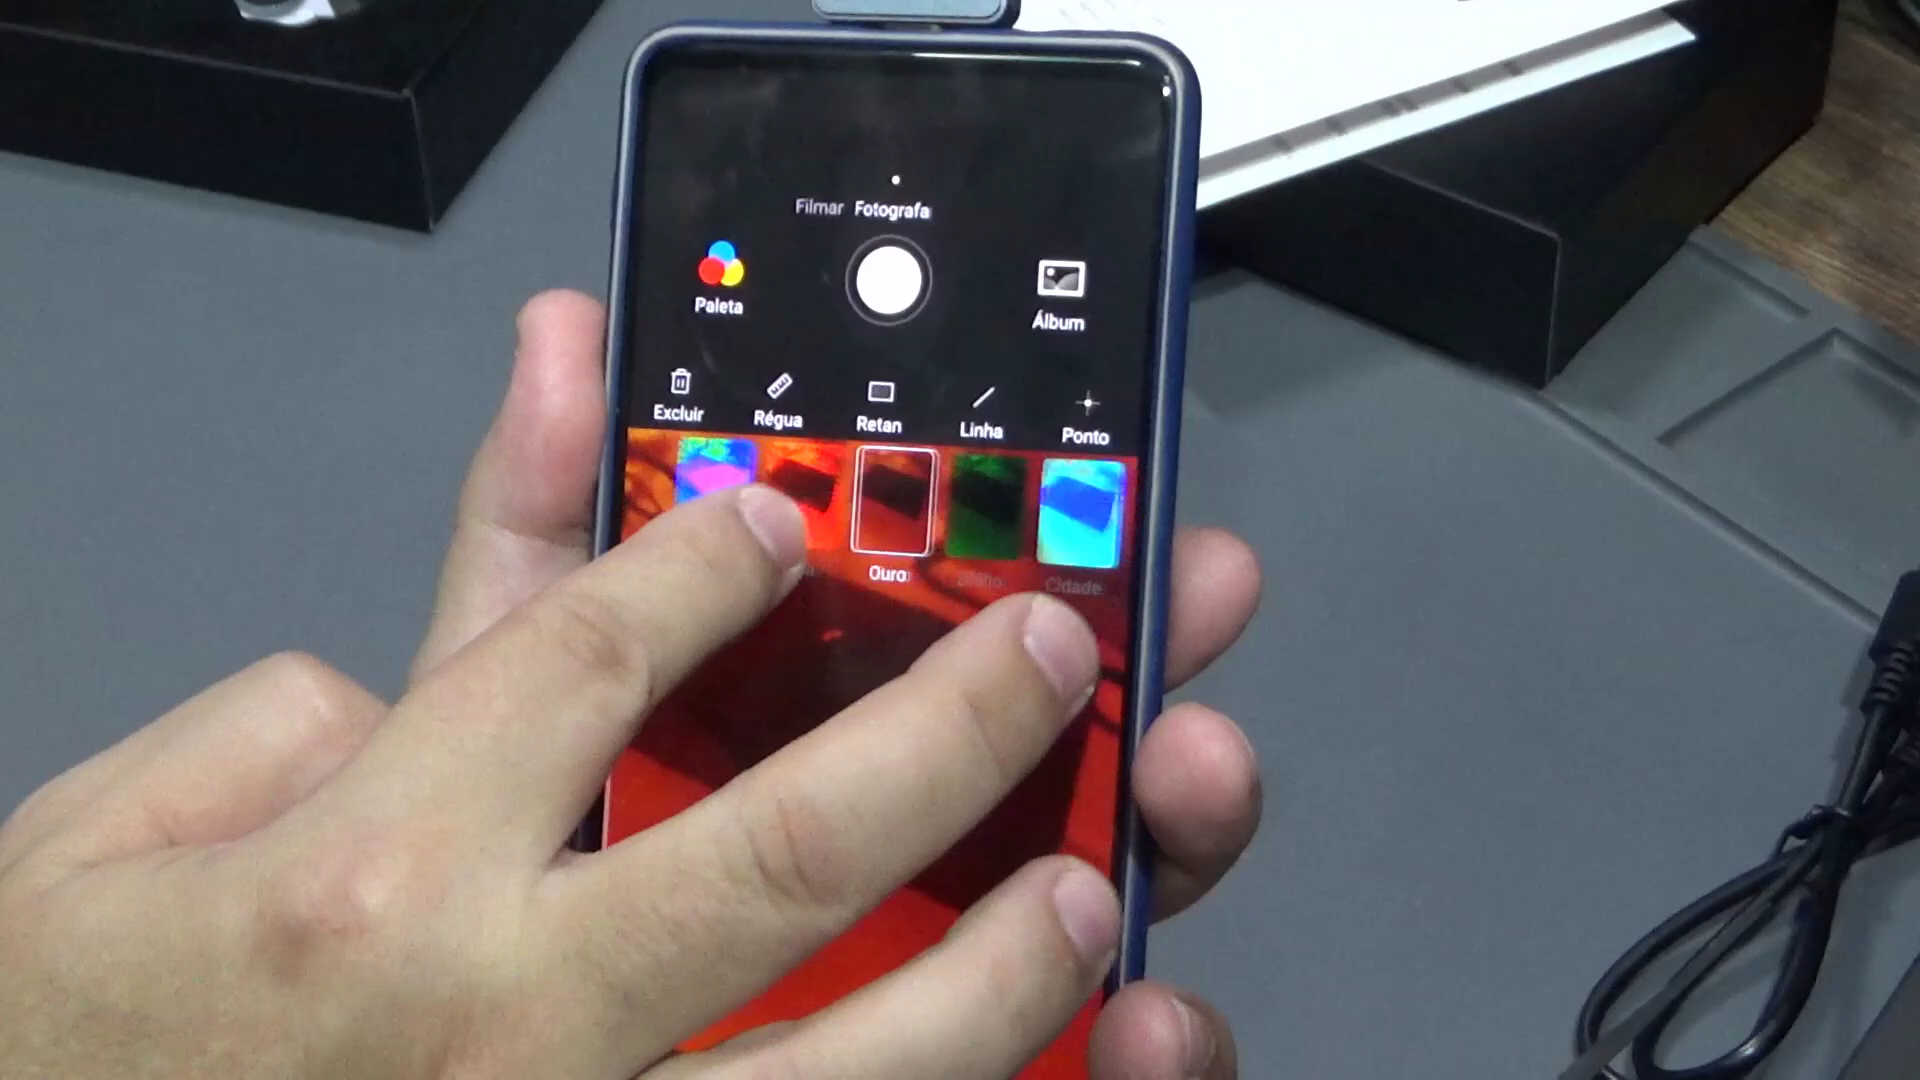 Filmar Fotografa
Paleta
Álbum
Excluir
Régua
Retan
Linha
Ponto
Ouro
Cidade